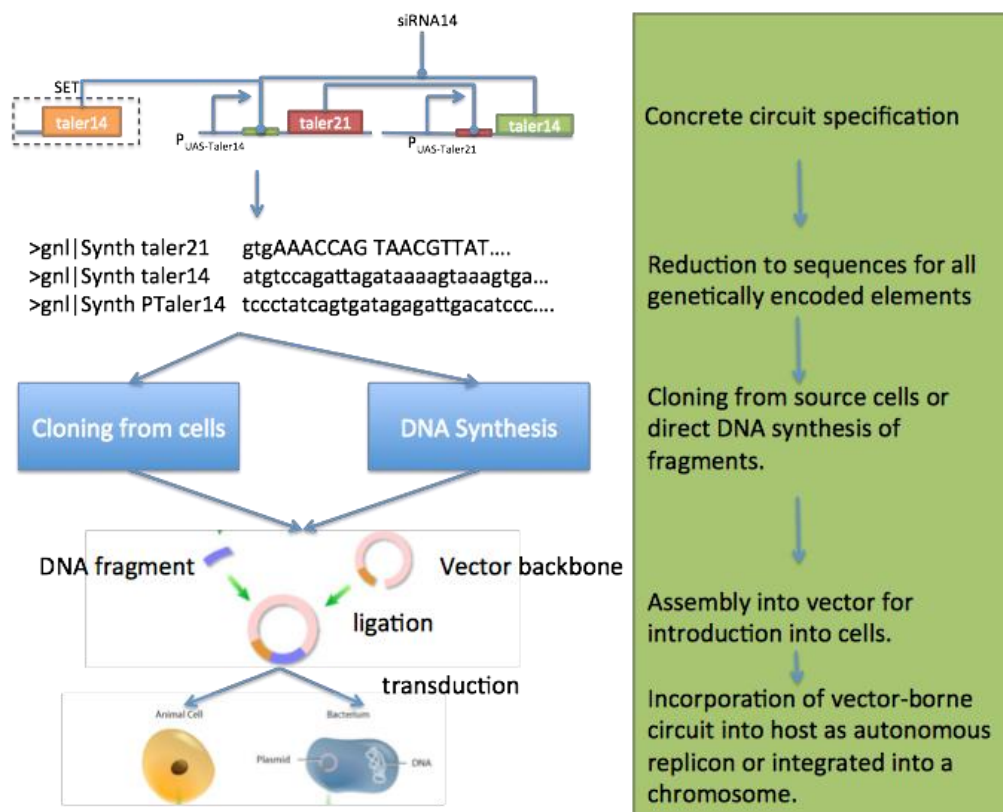 siRNA14
SET
taler14
taler21
taler14
P UAS-Taler14
P UAS-Taler21
>gnl|Synth taler21 gtgAAACCAG TAACGTTAT....
>gnl|Synth taler14 atgtccagattagataaaagtaaagtga...
>gnl|Synth PTaler14 tccctatcagtgatagagattgacatccc....
Cloning from cells
DNA Synthesis
DNA fragment
Vector backbone
ligation
transduction
Animal Cell
Bacterium
Plasmid
DNA
Concrete circuit specification
Reduction to sequences for all
genetically encoded elements
Cloning from source cells or
direct DNA synthesis of
fragments.
Assembly into vector for
introduction into cells.
Incorporation of vector-borne
circuit into host as autonomous
replicon or integrated into a
chromosome.